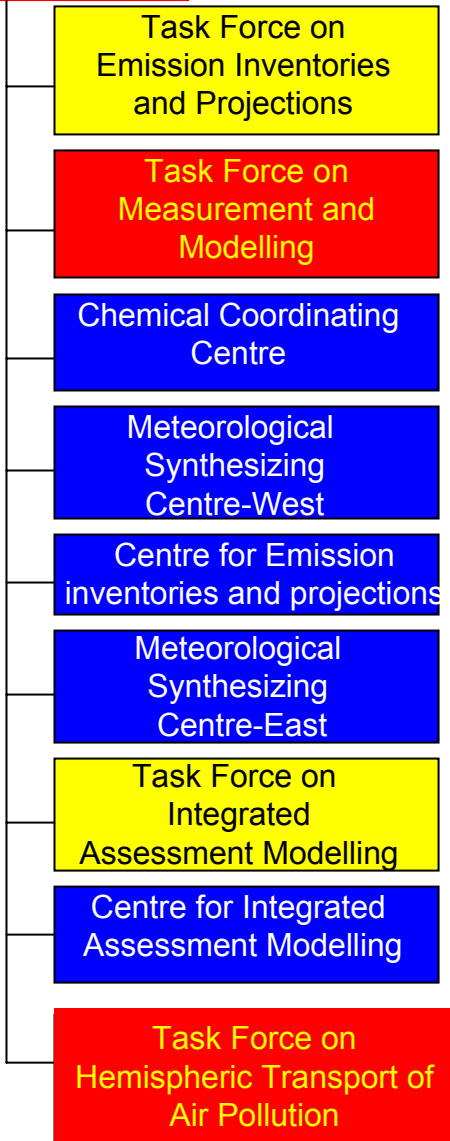 Task Force on
Emission Inventories
and Projections
Task Force on
Measurement and
Modelling
Chemical Coordinating
Centre
Meteorological
Synthesizing
Centre-West
Centre for Emission
inventories and projections
Meteorological
Synthesizing
Centre-East
Task Force on
Integrated
Assessment Modelling
Centre for Integrated
Assessment Modelling
Task Force on
Hemispheric Transport of
Air Pollution